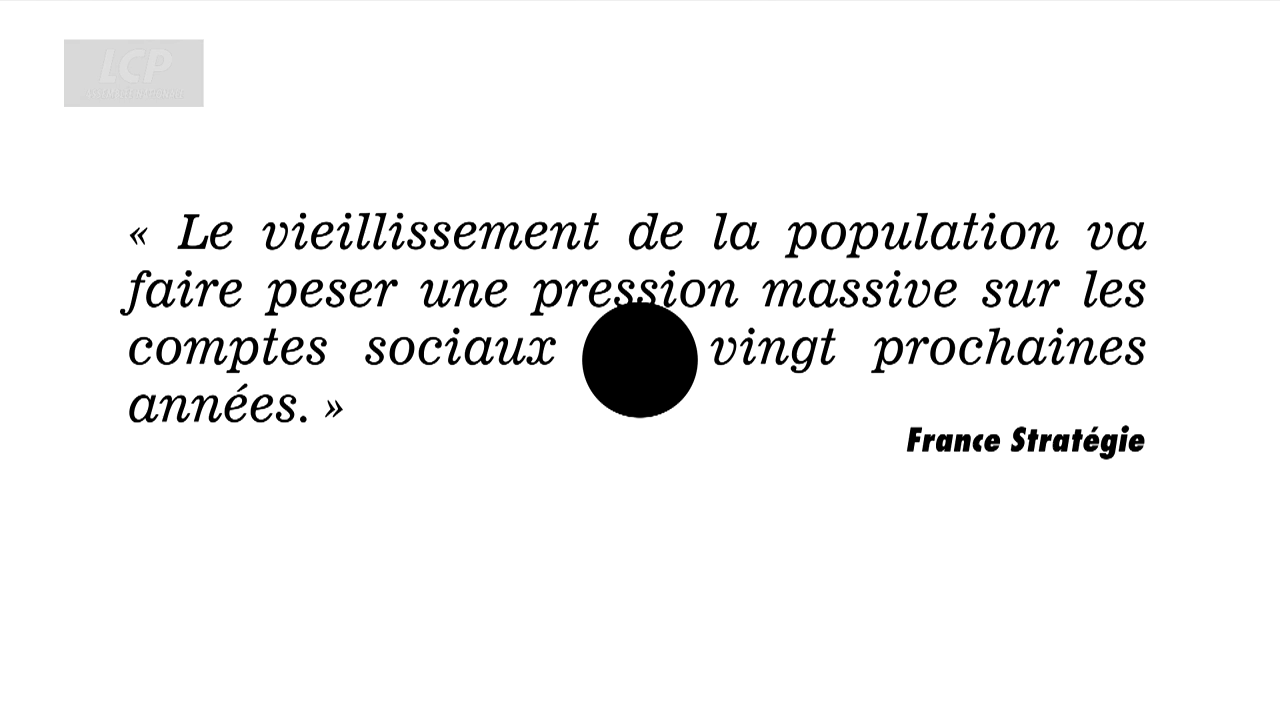 LCP
« Le vieillissement de la population va
faire peser une pression massive sur les
comptes sociaux vingt prochaines
années. »
France Stratégie